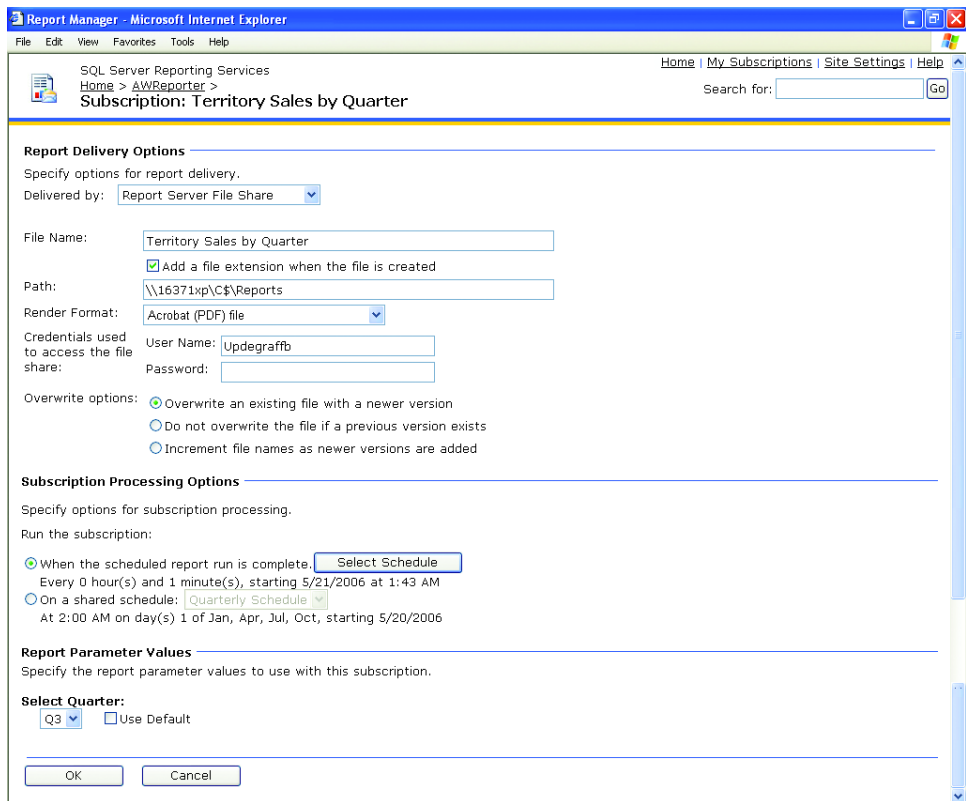 Report Manager - Microsoft Internet Explorer
File Edit View Favorites Tools Help
Home | My Subscriptions | Site Settings | Help
SQL Server Reporting Services
Home > AWReporter >
Subscription: Territory Sales by Quarter
Search for: Go
Report Delivery Options
Specify options for report delivery.
Delivered by: Report Server File Share
File Name: Territory Sales by Quarter
Add a file extension when the file is created
Path: \\16371xp\C$\Reports
Render Format: Acrobat (PDF) file
Credentials used
to access the file
share:
User Name: Updegraffb
Password:
Overwrite options: Overwrite an existing file with a newer version
Do not overwrite the file if a previous version exists
Increment file names as newer versions are added
Subscription Processing Options
Specify options for subscription processing.
Run the subscription:
When the scheduled report run is complete. Select Schedule
Every 0 hour(s) and 1 minute(s), starting 5/21/2006 at 1:43 AM
On a shared schedule: Quarterly Schedule
At 2:00 AM on day(s) 1 of Jan, Apr, Jul, Oct, starting 5/20/2006
Report Parameter Values
Specify the report parameter values to use with this subscription.
Select Quarter:
Q3 Use Default
OK Cancel